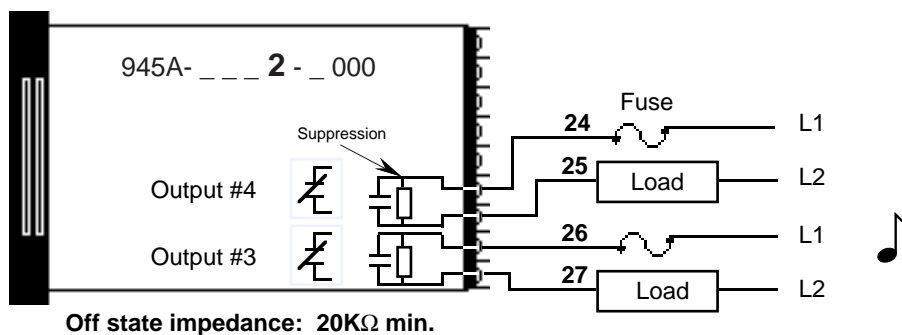 945A- _ _ _ 2 - _ 000
Fuse
24
L1
Suppression
25
Load
L2
Output #4
26
L1
Output #3
27
Load
L2
Off state impedance: 20KΩ min.